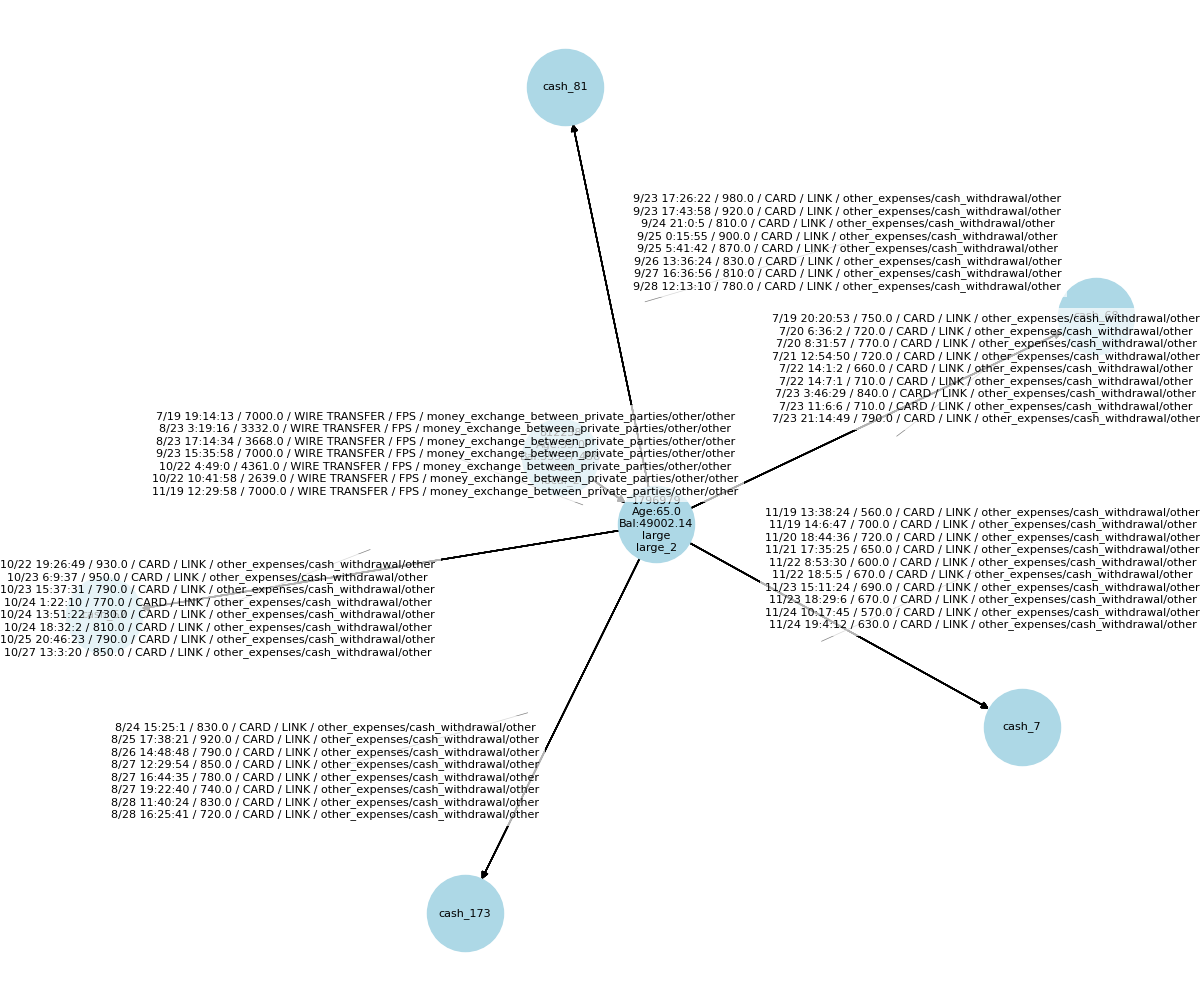 cash_81
9/23 17:26:22 / 980.0 / CARD / LINK / other_expenses/cash_withdrawal/other
9/23 17:43:58 / 920.0 / CARD / LINK / other_expenses/cash_withdrawal/other
9/24 21:0:5 / 810.0 / CARD / LINK / other_expenses/cash_withdrawal/other
9/25 0:15:55 / 900.0 / CARD / LINK / other_expenses/cash_withdrawal/other
9/25 5:41:42 / 870.0 / CARD / LINK / other_expenses/cash_withdrawal/other
9/26 13:36:24 / 830.0 / CARD / LINK / other_expenses/cash_withdrawal/other
9/27 16:36:56 / 810.0 / CARD / LINK / other_expenses/cash_withdrawal/other
9/28 12:13:10 / 780.0 / CARD / LINK / other_expenses/cash_withdrawal/other
7/19 20:20:53 / 750.0 / CARD / LINK / other_expenses/cash_withdrawal/other
7/20 6:36:2 / 720.0 / CARD / LINK / other_expenses/cash_withdrawal/other
7/20 8:31:57 / 770.0 / CARD / LINK / other_expenses/cash_withdrawal/other
7/21 12:54:50 / 720.0 / CARD / LINK / other_expenses/cash_withdrawal/other
7/22 14:1:2 / 660.0 / CARD / LINK / other_expenses/cash_withdrawal/other
7/22 14:7:1 / 710.0 / CARD / LINK / other_expenses/cash_withdrawal/other
7/23 3:46:29 / 840.0 / CARD / LINK / other_expenses/cash_withdrawal/other
7/23 11:6:6 / 710.0 / CARD / LINK / other_expenses/cash_withdrawal/other
7/23 21:14:49 / 790.0 / CARD / LINK / other_expenses/cash_withdrawal/other
7/19 19:14:13 / 7000.0 / WIRE TRANSFER / FPS / money_exchange_between_private_parties/other/other
8/23 3:19:16 / 3332.0 / WIRE TRANSFER / FPS / money_exchange_between_private_parties/other/other
8/23 17:14:34 / 3668.0 / WIRE TRANSFER / FPS / money_exchange_between_private_parties/other/other
9/23 15:35:58 / 7000.0 / WIRE TRANSFER / FPS / money_exchange_between_private_parties/other/other
10/22 4:49:0 / 4361.0 / WIRE TRANSFER / FPS / money_exchange_between_private_parties/other/other
10/22 10:41:58 / 2639.0 / WIRE TRANSFER / FPS / money_exchange_between_private_parties/other/other
11/19 12:29:58 / 7000.0 / WIRE TRANSFER / FPS / money_exchange_between_private_parties/other/other
1796979
Age:65.0
Bal:49002.14
large
large_2
11/19 13:38:24 / 560.0 / CARD / LINK / other_expenses/cash_withdrawal/other
11/19 14:6:47 / 700.0 / CARD / LINK / other_expenses/cash_withdrawal/other
11/20 18:44:36 / 720.0 / CARD / LINK / other_expenses/cash_withdrawal/other
11/21 17:35:25 / 650.0 / CARD / LINK / other_expenses/cash_withdrawal/other
11/22 8:53:30 / 600.0 / CARD / LINK / other_expenses/cash_withdrawal/other
11/22 18:5:5 / 670.0 / CARD / LINK / other_expenses/cash_withdrawal/other
11/23 15:11:24 / 690.0 / CARD / LINK / other_expenses/cash_withdrawal/other
11/23 18:29:6 / 670.0 / CARD / LINK / other_expenses/cash_withdrawal/other
11/24 10:17:45 / 570.0 / CARD / LINK / other_expenses/cash_withdrawal/other
11/24 19:4:12 / 630.0 / CARD / LINK / other_expenses/cash_withdrawal/other
10/22 19:26:49 / 930.0 / CARD / LINK / other_expenses/cash_withdrawal/other
10/23 6:9:37 / 950.0 / CARD / LINK / other_expenses/cash_withdrawal/other
10/23 15:37:31 / 790.0 / CARD / LINK / other_expenses/cash_withdrawal/other
10/24 1:22:10 / 770.0 / CARD / LINK / other_expenses/cash_withdrawal/other
10/24 13:51:22 / 730.0 / CARD / LINK / other_expenses/cash_withdrawal/other
10/24 18:32:2 / 810.0 / CARD / LINK / other_expenses/cash_withdrawal/other
10/25 20:46:23 / 790.0 / CARD / LINK / other_expenses/cash_withdrawal/other
10/27 13:3:20 / 850.0 / CARD / LINK / other_expenses/cash_withdrawal/other
cash_7
8/24 15:25:1 / 830.0 / CARD / LINK / other_expenses/cash_withdrawal/other
8/25 17:38:21 / 920.0 / CARD / LINK / other_expenses/cash_withdrawal/other
8/26 14:48:48 / 790.0 / CARD / LINK / other_expenses/cash_withdrawal/other
8/27 12:29:54 / 850.0 / CARD / LINK / other_expenses/cash_withdrawal/other
8/27 16:44:35 / 780.0 / CARD / LINK / other_expenses/cash_withdrawal/other
8/27 19:22:40 / 740.0 / CARD / LINK / other_expenses/cash_withdrawal/other
8/28 11:40:24 / 830.0 / CARD / LINK / other_expenses/cash_withdrawal/other
8/28 16:25:41 / 720.0 / CARD / LINK / other_expenses/cash_withdrawal/other
cash_173